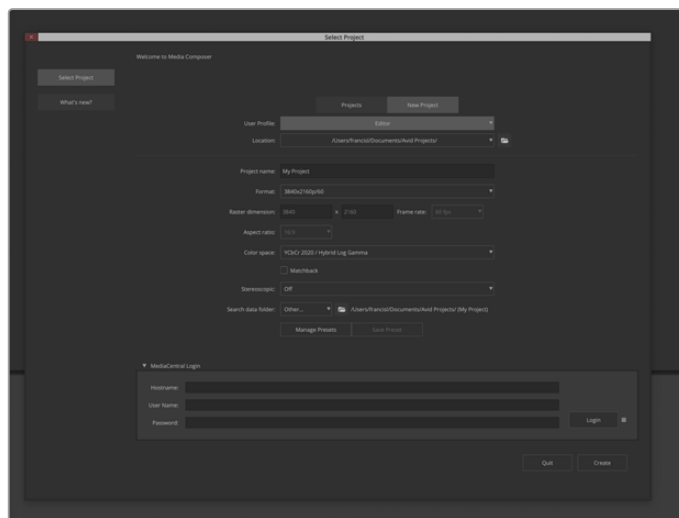 Select Project
Welcome to Media Composer
Select Project
What's new?
Projects New Project
User Profile: Editor
Location: /Users/francisl/Documents/Avid Projects/
Project name: My Project
Format: 3840x2160p/60
Raster dimension: 3840 × 2160 Frame rate: 60 fps
Aspect ratio: 16:9
Color space: YCbCr 2020 / Hybrid Log Gamma
Matchback
Stereoscopic: Off
Search data folder: Other... /Users/francisl/Documents/Avid Projects/ (My Project)
Manage Presets Save Preset
MediaCentral Login
Hostname:
User Name:
Password:
Login
Quit Create